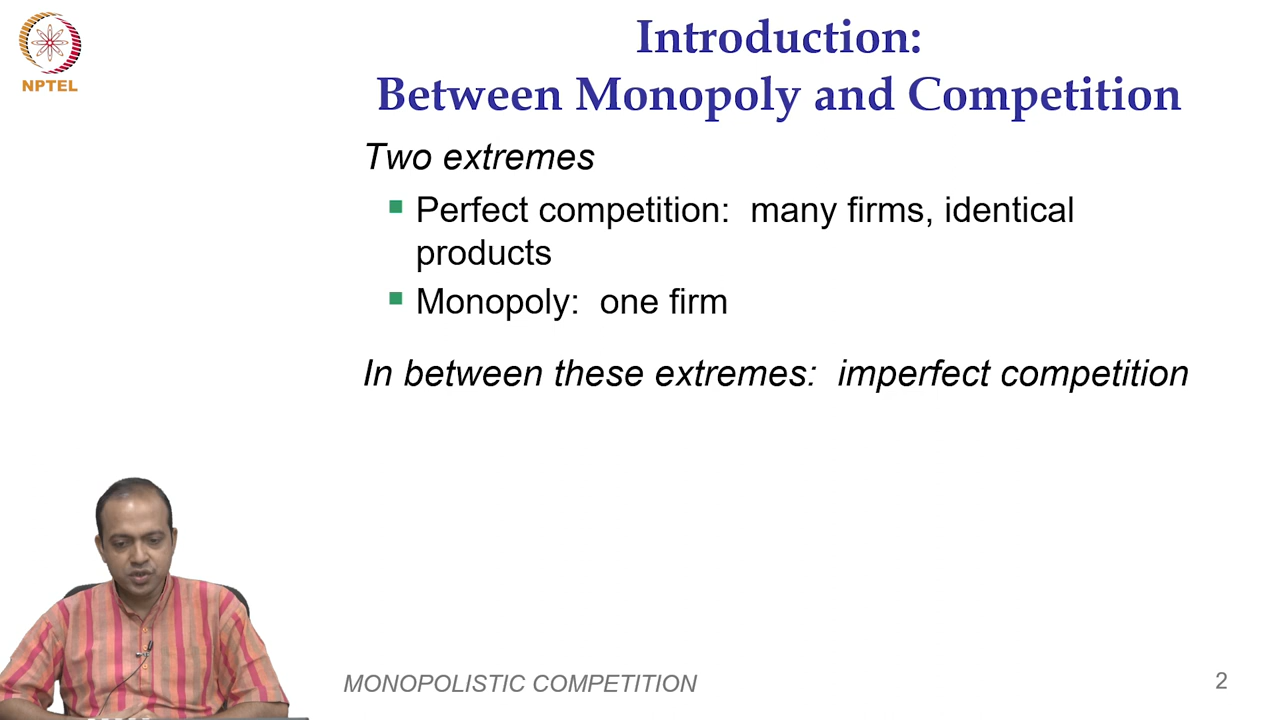 NPTEL
Introduction:
Between Monopoly and Competition
Two extremes
Perfect competition: many firms, identical
products
Monopoly: one firm
In between these extremes: imperfect competition
MONOPOLISTIC COMPETITION
2